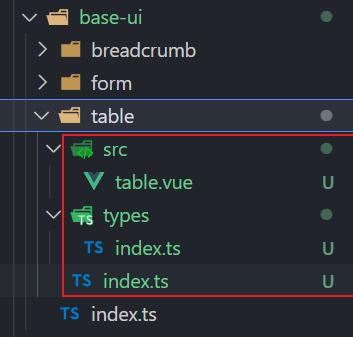 base-ui
breadcrumb
form
table
src
table.vue U
types
TS
TS index.ts U
TS index.ts U
TS index.ts